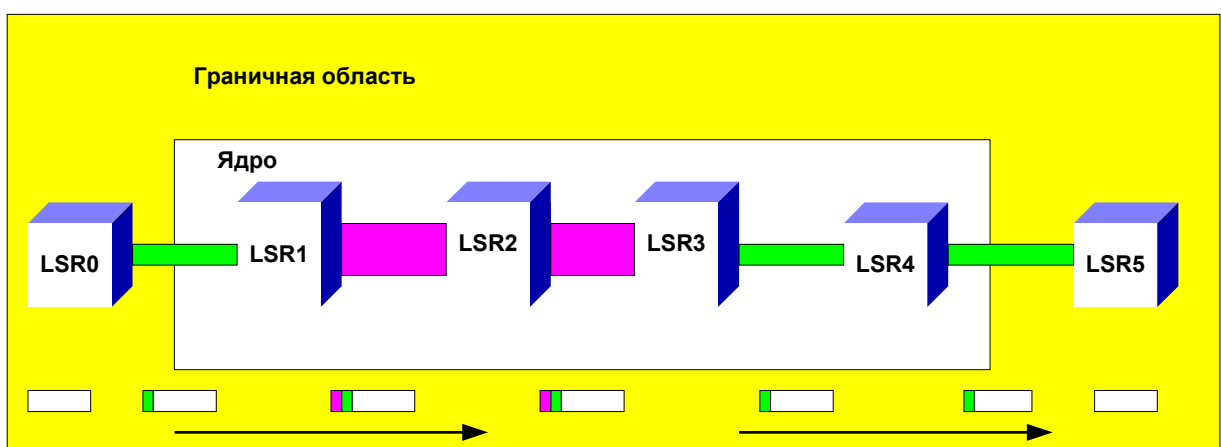 Граничная область
Ядро
LSR0
LSR1
LSR2
LSR3
LSR4
LSR5